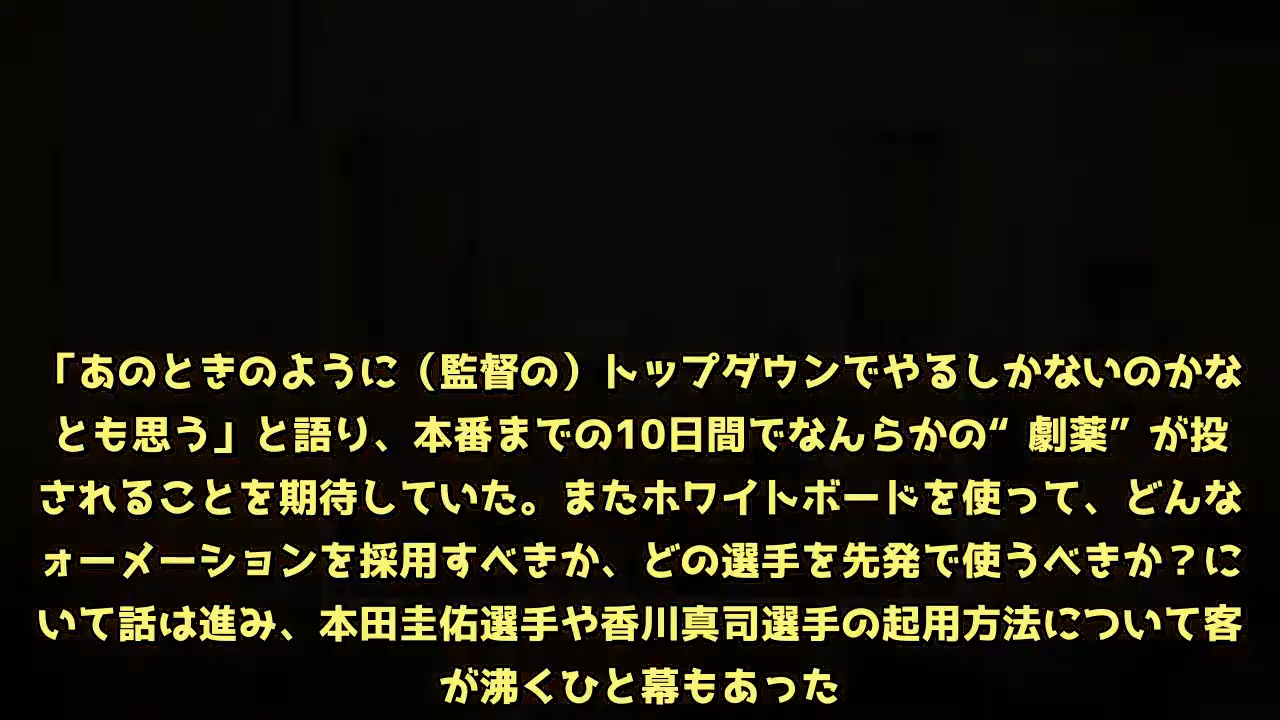 「あのときのように（監督の）トップダウンでやるしかないのかな
とも思う」と語り、本番までの10日間でなんらかの“劇薬”が投
されることを期待していた。またホワイトボードを使って、どんな
ォーメーションを採用すべきか、どの選手を先発で使うべきか？に
いて話は進み、本田圭佑選手や香川真司選手の起用方法について客
が沸くひと幕もあった